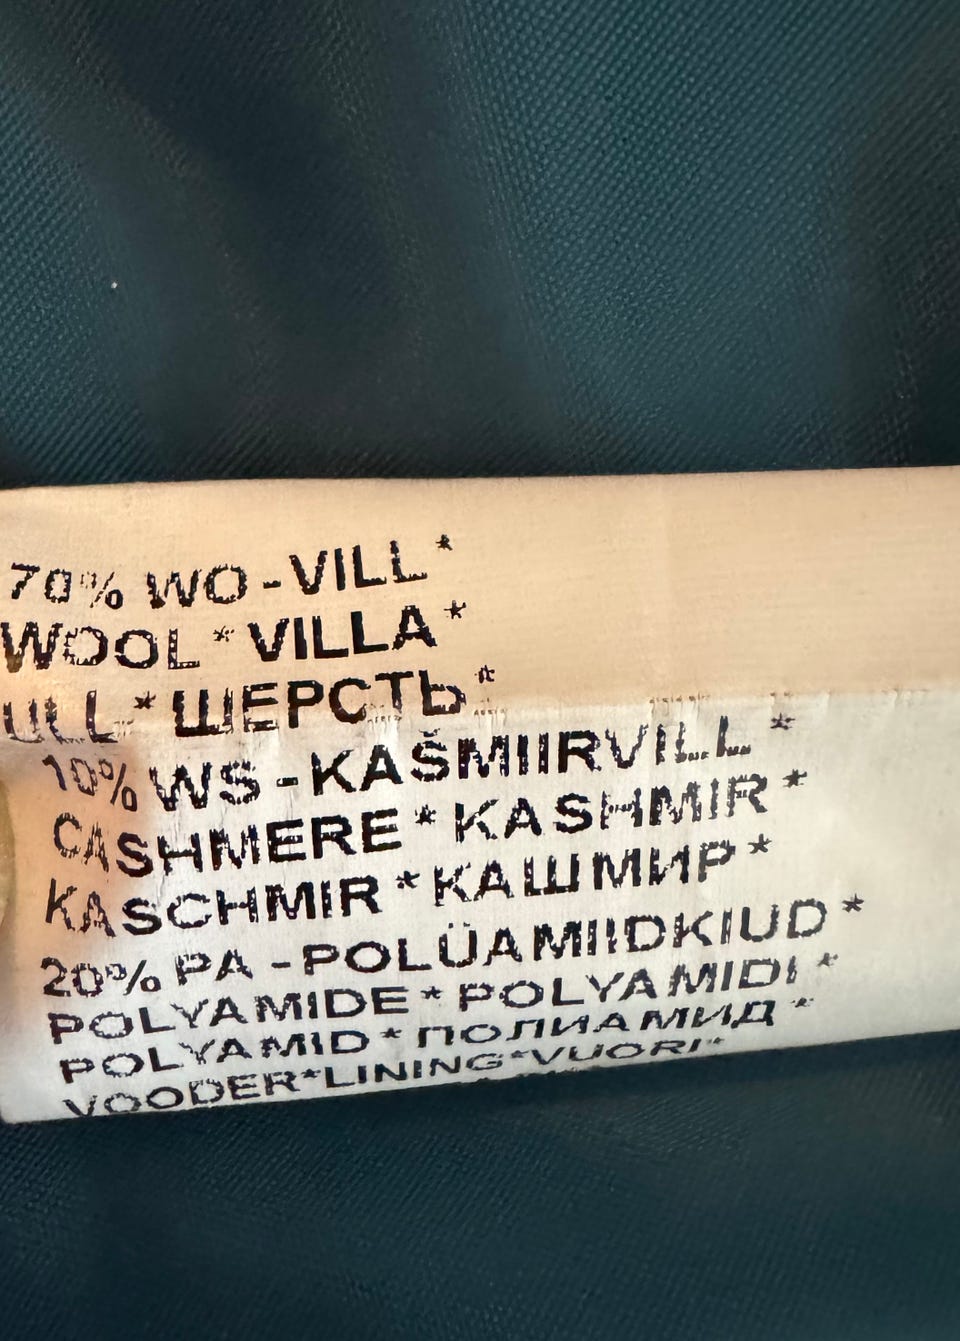 70% WO-VILL*
WOOL*VILLA*
ULL*ШЕРСТЬ*
10% WS-KAŠMIIRVILL*
CASHMERE*KASHMIR*
KASCHMIR*КАШМИР*
20% PA-POLÜAMIIDKIUD*
POLYAMIDE*POLYAMIDI*
POLYAMID*ПОЛИАМИД*
VOODER*LINING*VUORI*